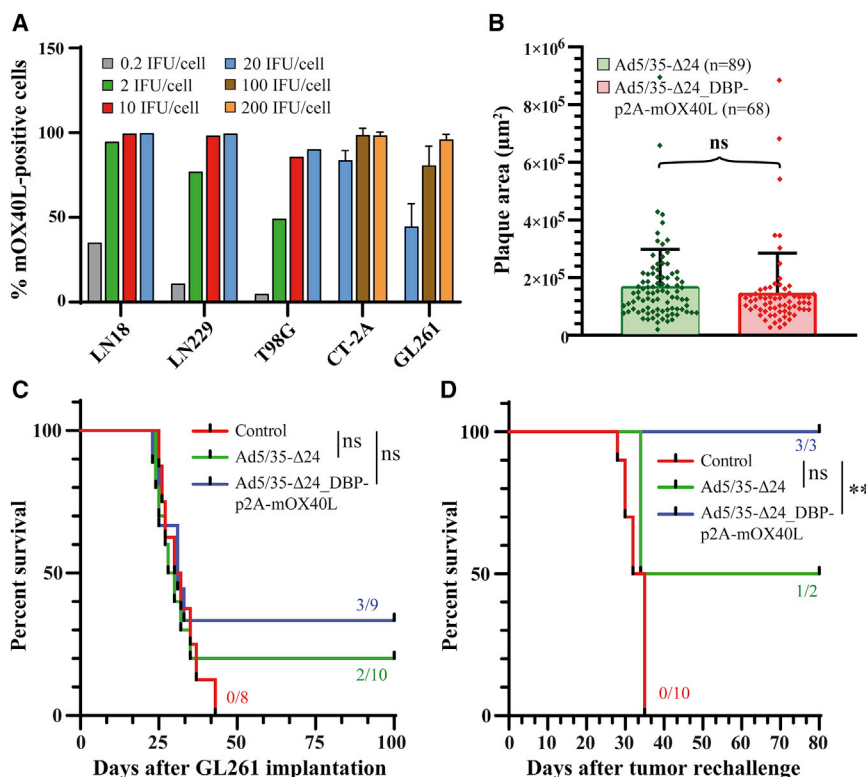 A
% mOX40L-positive cells
100
50
0
0.2 IFU/cell
2 IFU/cell
10 IFU/cell
20 IFU/cell
100 IFU/cell
200 IFU/cell
LN18
LN229
T98G
CT-2A
GL261
B
Plaque area (µm²)
1×10⁶
8×10⁵
6×10⁵
4×10⁵
2×10⁵
0
Ad5/35-Δ24 (n=89)
Ad5/35-Δ24_DBP-
p2A-mOX40L
(n=68)
ns
C
Percent survival
100
50
0
Control
Ad5/35-Δ24
Ad5/35-Δ24_DBP-
p2A-mOX40L
ns
ns
3/9
2/10
0/8
0
25
50
75
100
Days after GL261 implantation
D
Percent survival
100
50
0
3/3
Control
Ad5/35-Δ24
Ad5/35-Δ24_DBP-
p2A-mOX40L
ns
**
1/2
0/10
0
10
20
30
40
50
60
70
80
Days after tumor rechallenge